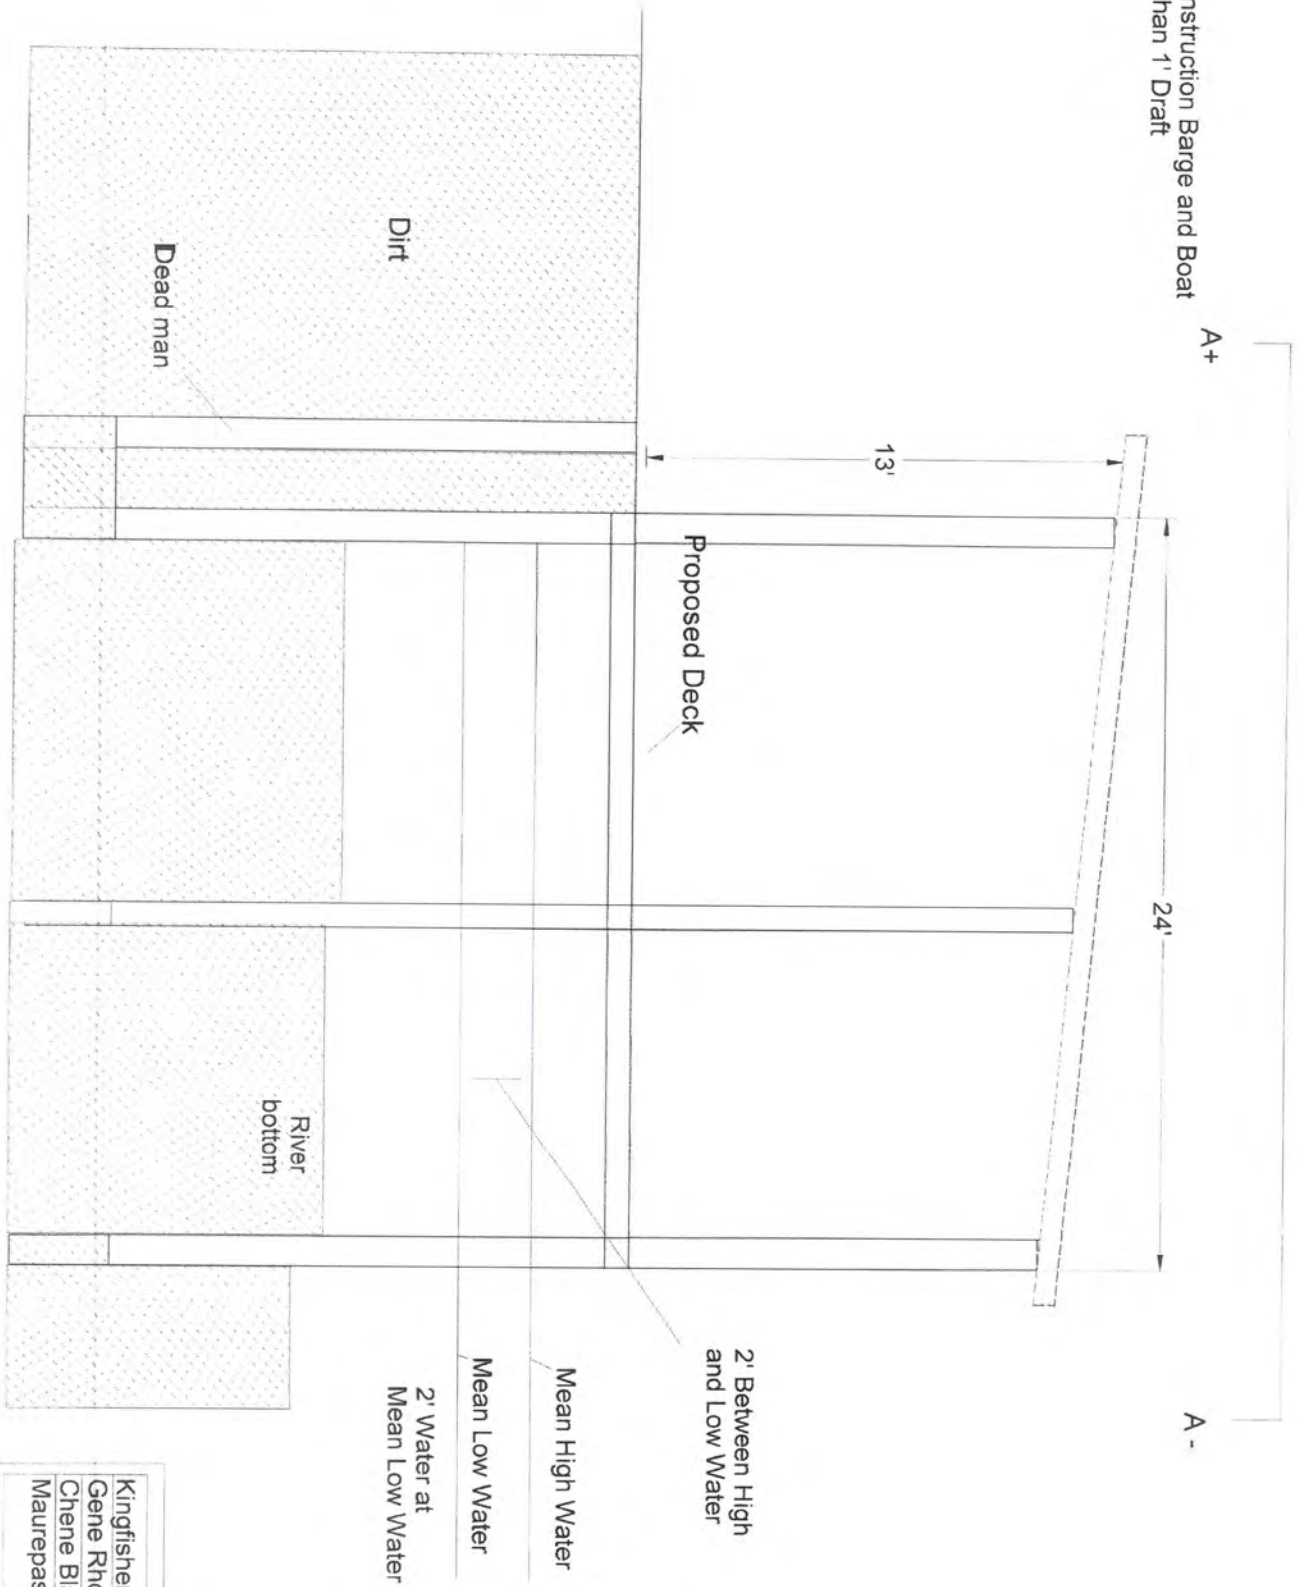 nstruction Barge and Boat
han 1' Draft
A+
A -
24'
13'
Proposed Deck
2' Between High
and Low Water
Mean High Water
Mean Low Water
2' Water at
Mean Low Water
Dirt
Dead man
River
bottom
Kingfisher
Gene Rho
Chene Bl
Maurepas